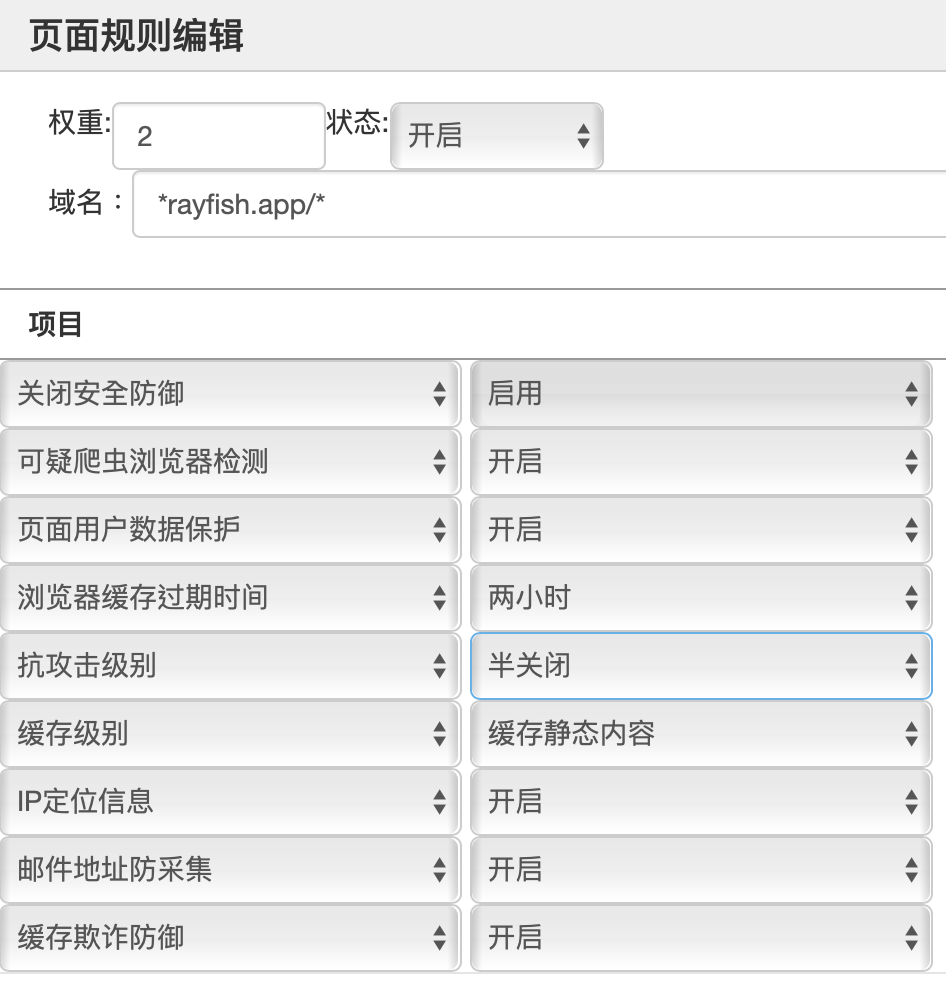 页面规则编辑
权重: 2 状态: 开启
域名： *rayfish.app/*
项目
关闭安全防御 启用
可疑爬虫浏览器检测 开启
页面用户数据保护 开启
浏览器缓存过期时间 两小时
抗攻击级别 半关闭
缓存级别 缓存静态内容
IP定位信息 开启
邮件地址防采集 开启
缓存欺诈防御 开启